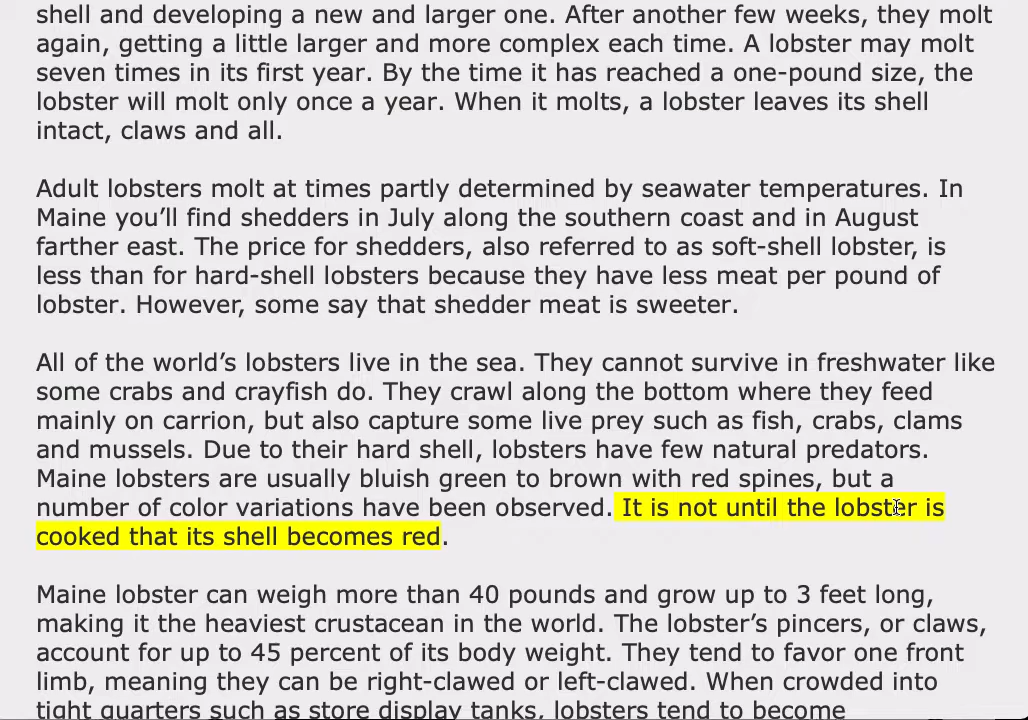 shell and developing a new and larger one. After another few weeks, they molt
again, getting a little larger and more complex each time. A lobster may molt
seven times in its first year. By the time it has reached a one-pound size, the
lobster will molt only once a year. When it molts, a lobster leaves its shell
intact, claws and all.
Adult lobsters molt at times partly determined by seawater temperatures. In
Maine you’ll find shedders in July along the southern coast and in August
farther east. The price for shedders, also referred to as soft-shell lobster, is
less than for hard-shell lobsters because they have less meat per pound of
lobster. However, some say that shedder meat is sweeter.
All of the world’s lobsters live in the sea. They cannot survive in freshwater like
some crabs and crayfish do. They crawl along the bottom where they feed
mainly on carrion, but also capture some live prey such as fish, crabs, clams
and mussels. Due to their hard shell, lobsters have few natural predators.
Maine lobsters are usually bluish green to brown with red spines, but a
number of color variations have been observed. It is not until the lobster is
cooked that its shell becomes red.
Maine lobster can weigh more than 40 pounds and grow up to 3 feet long,
making it the heaviest crustacean in the world. The lobster’s pincers, or claws,
account for up to 45 percent of its body weight. They tend to favor one front
limb, meaning they can be right-clawed or left-clawed. When crowded into
tight quarters such as store display tanks, lobsters tend to become